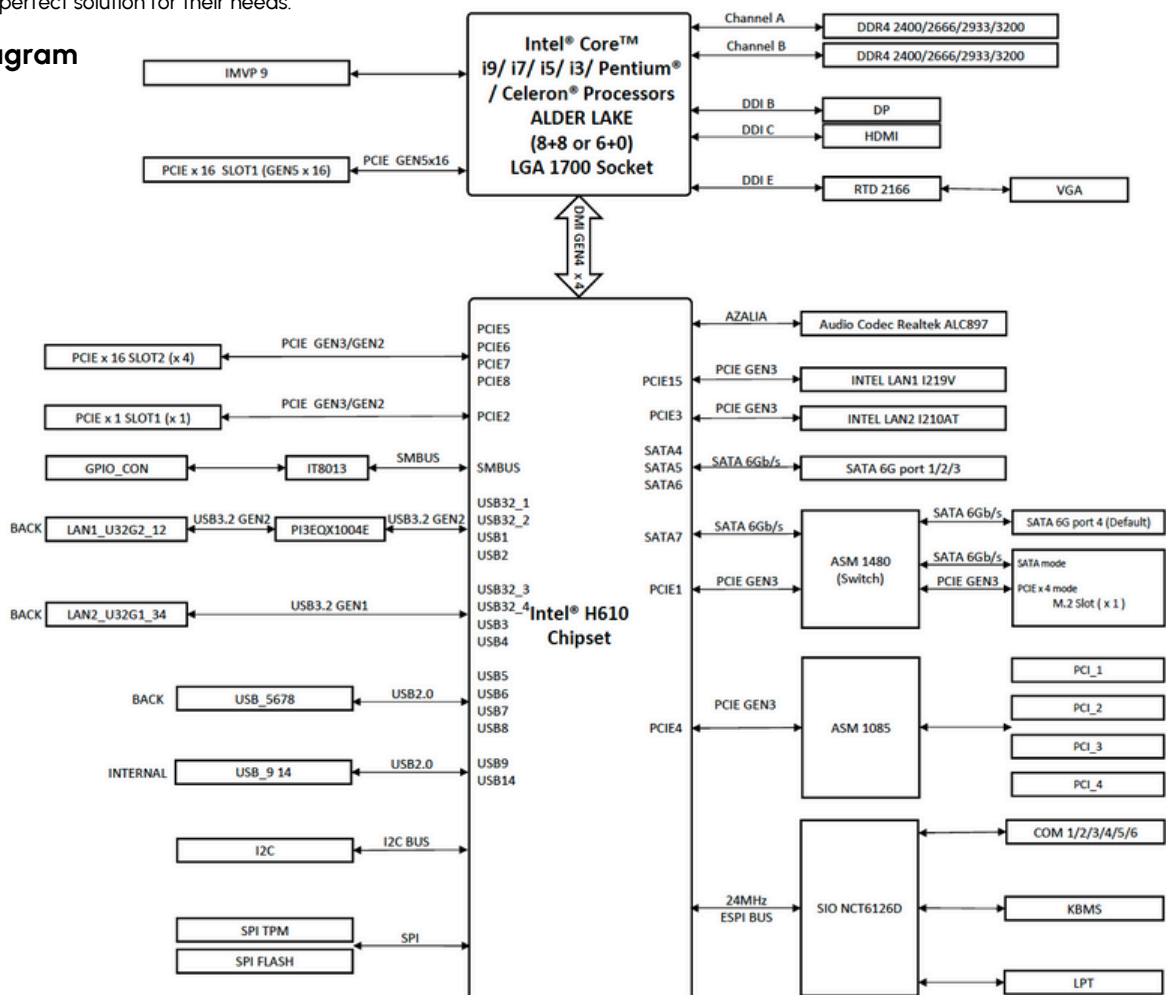 perfect solution for their needs.
agram
Intel® Core™
i9/ i7/ i5/ i3/ Pentium®
/ Celeron® Processors
ALDER LAKE
(8+8 or 6+0)
LGA 1700 Socket
IMVP 9
PCIE x 16 SLOT1 (GEN5 x 16)
PCIE GEN5x16
Channel A
DDR4 2400/2666/2933/3200
Channel B
DDR4 2400/2666/2933/3200
DDI B
DP
DDI C
HDMI
DDI E
RTD 2166
VGA
DMI GEN4 x 4
Intel® H610
Chipset
PCIE x 16 SLOT2 (x 4)
PCIE GEN3/GEN2
PCIE5
PCIE6
PCIE7
PCIE8
PCIE x 1 SLOT1 (x 1)
PCIE GEN3/GEN2
PCIE2
GPIO_CON
IT8013
SMBUS
SMBUS
BACK
LAN1_U32G2_12
USB3.2 GEN2
PI3EQX1004E
USB3.2 GEN2
USB32_1
USB32_2
USB1
USB2
BACK
LAN2_U32G1_34
USB3.2 GEN1
USB32_3
USB32_4
USB3
USB4
BACK
USB_5678
USB2.0
USB5
USB6
USB7
USB8
INTERNAL
USB_9 14
USB2.0
USB9
USB14
I2C
I2C BUS
SPI TPM
SPI FLASH
SPI
AZALIA
Audio Codec Realtek ALC897
PCIE15
PCIE GEN3
INTEL LAN1 I219V
PCIE3
PCIE GEN3
INTEL LAN2 I210AT
SATA4
SATA5
SATA6
SATA 6Gb/s
SATA 6G port 1/2/3
SATA7
SATA 6Gb/s
PCIE1
PCIE GEN3
ASM 1480
(Switch)
SATA 6Gb/s
SATA 6G port 4 (Default)
SATA 6Gb/s
SATA mode
PCIE GEN3
PCIE x 4 mode
M.2 Slot ( x 1 )
PCIE4
PCIE GEN3
ASM 1085
PCI_1
PCI_2
PCI_3
PCI_4
24MHz
ESPI BUS
SIO NCT6126D
COM 1/2/3/4/5/6
KBMS
LPT